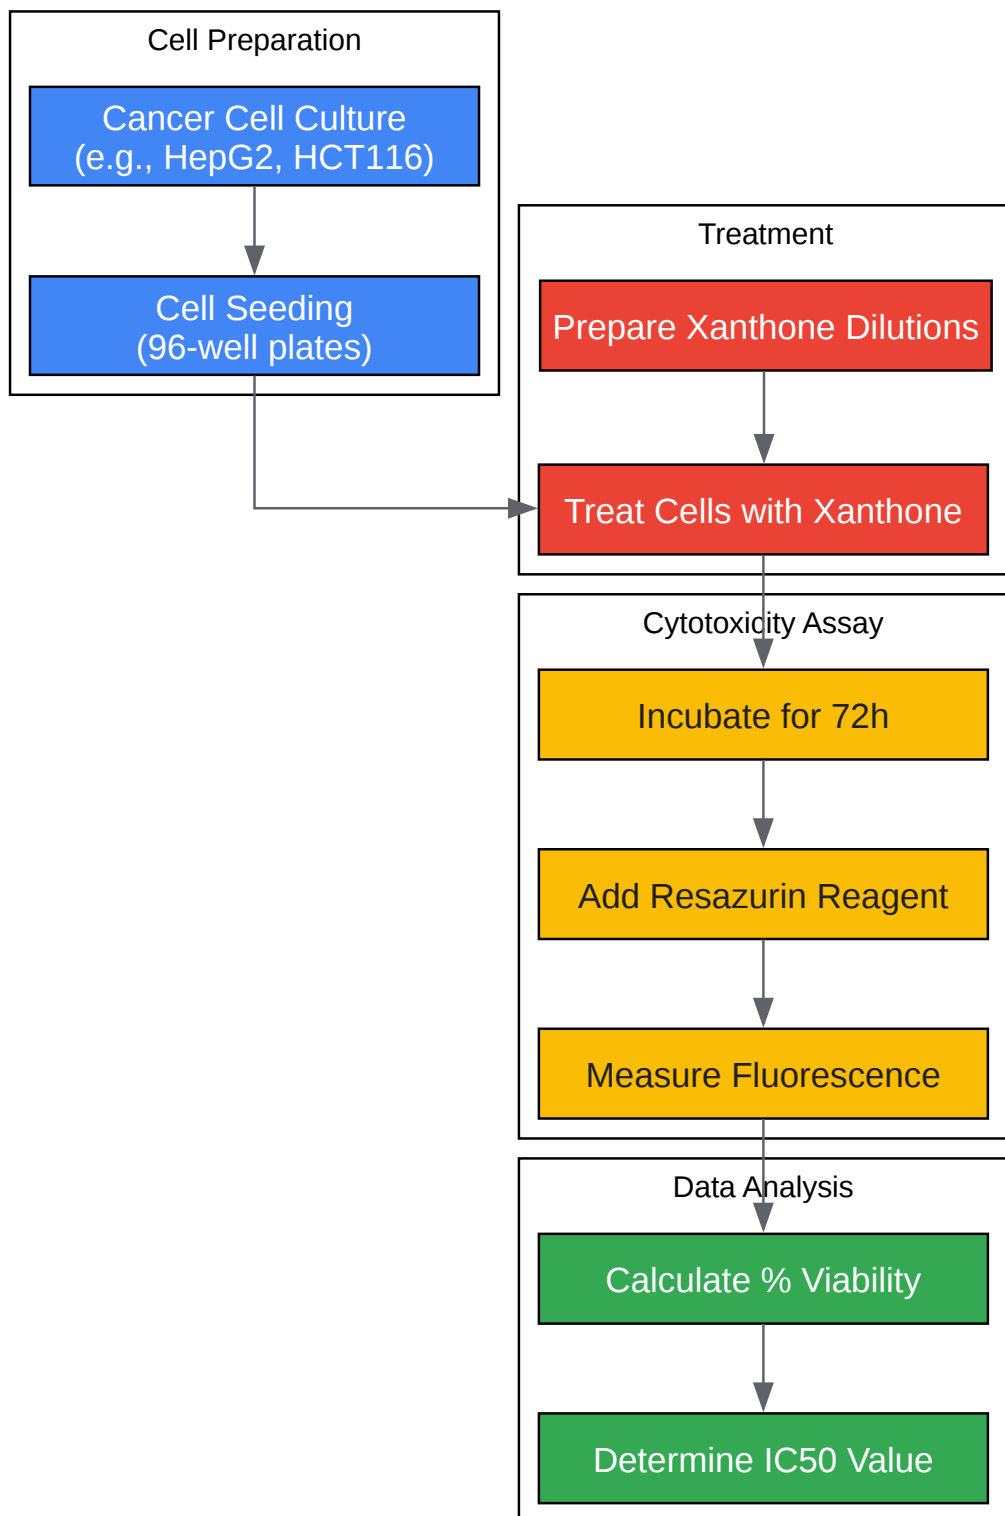 Cell Preparation
Cancer Cell Culture
(e.g., HepG2, HCT116)
Cell Seeding
(96-well plates)
Treatment
Prepare Xanthone Dilutions
Treat Cells with Xanthone
Cytotoxicity Assay
Incubate for 72h
Add Resazurin Reagent
Measure Fluorescence
Data Analysis
Calculate % Viability
Determine IC50 Value